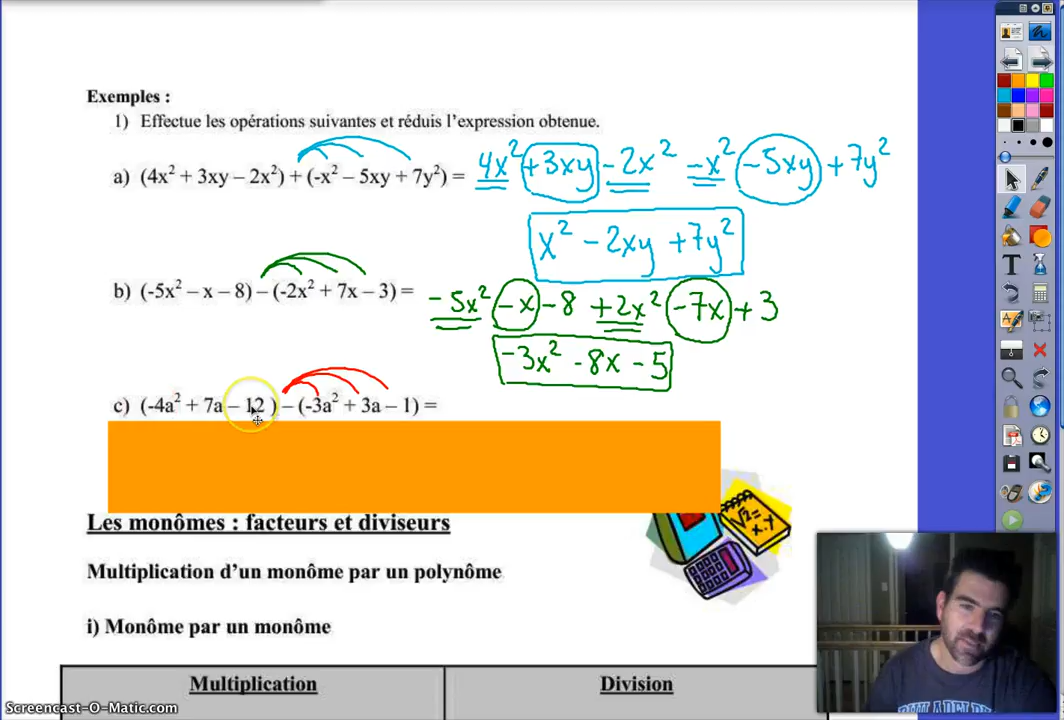 Exemples :
1) Effectue les opérations suivantes et réduis l'expression obtenue.
a) (4x² + 3xy – 2x²) + (-x² – 5xy + 7y²) = 4x² +3xy -2x² -x² -5xy +7y²
x² -2xy +7y²
b) (-5x² – x – 8) – (-2x² + 7x – 3) = -5x² -x -8 +2x² -7x +3
-3x² -8x -5
c) (-4a² + 7a – 12 ) – (-3a² + 3a – 1) =
Les monômes : facteurs et diviseurs
Multiplication d'un monôme par un polynôme
i) Monôme par un monôme
Multiplication Division
Screencast-O-Matic.com